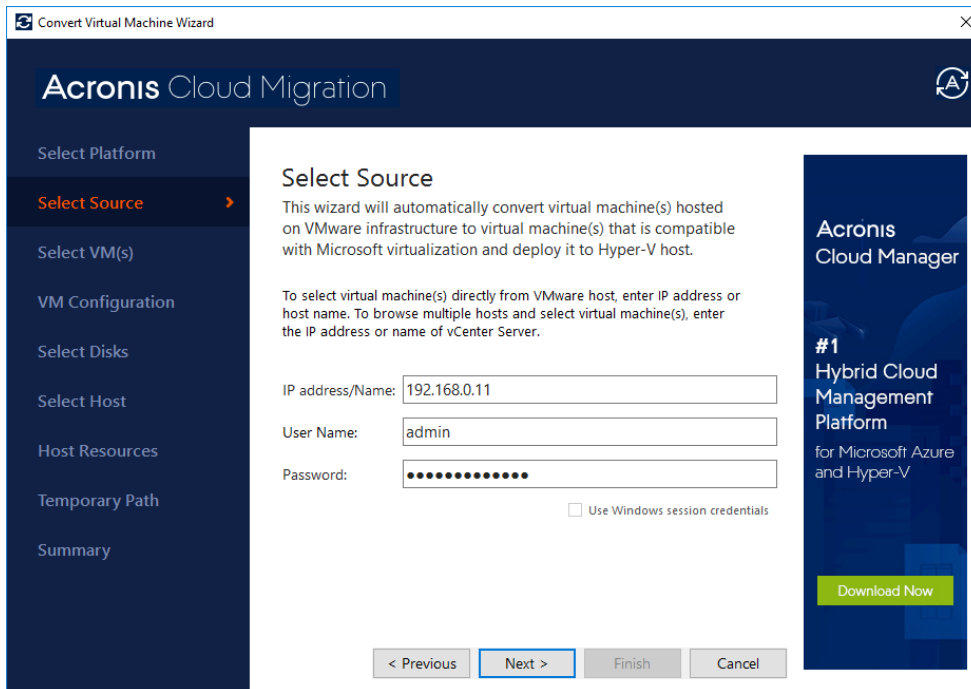 Convert Virtual Machine Wizard
Acronis Cloud Migration
Select Platform
Select Source
Select VM(s)
VM Configuration
Select Disks
Select Host
Host Resources
Temporary Path
Summary
Select Source
This wizard will automatically convert virtual machine(s) hosted
on VMware infrastructure to virtual machine(s) that is compatible
with Microsoft virtualization and deploy it to Hyper-V host.
To select virtual machine(s) directly from VMware host, enter IP address or
host name. To browse multiple hosts and select virtual machine(s), enter
the IP address or name of vCenter Server.
IP address/Name: 192.168.0.11
User Name: admin
Password: •••••••••••••
Use Windows session credentials
< Previous
Next >
Finish
Cancel
Acronis
Cloud Manager
#1
Hybrid Cloud
Management
Platform
for Microsoft Azure
and Hyper-V
Download Now